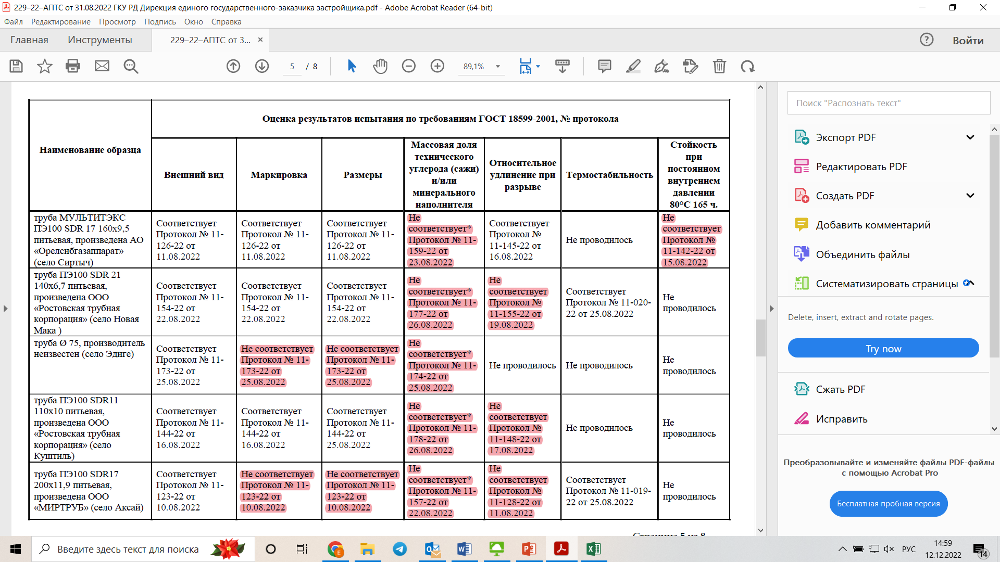 229–22–АПТС от 31.08.2022 ГКУ РД Дирекция единого государственного-заказчика застройщика.pdf - Adobe Acrobat Reader (64-bit)
Файл Редактирование Просмотр Подпись Окно Справка
Главная Инструменты 229–22–АПТС от 3... × ? Войти
5 / 8 89,1%
Наименование образца
Оценка результатов испытания по требованиям ГОСТ 18599-2001, № протокола
Внешний вид
Маркировка
Размеры
Массовая доля
технического
углерода (сажи)
и/или
минерального
наполнителя
Относительное
удлинение при
разрыве
Термостабильность
Стойкость
при
постоянном
внутреннем
давлении
80°С 165 ч.
труба МУЛЬТИТЭКС
ПЭ100 SDR 17 160х9,5
питьевая, произведена АО
«Орелсибгазаппарат»
(село Сиртыч)
Соответствует
Протокол № 11-
126-22 от
11.08.2022
Соответствует
Протокол № 11-
126-22 от
11.08.2022
Соответствует
Протокол № 11-
126-22 от
11.08.2022
Не
соответствует*
Протокол № 11-
159-22 от
23.08.2022
Соответствует
Протокол №
11-145-22 от
16.08.2022
Не проводилось
Не
соответствует
Протокол №
11-142-22 от
15.08.2022
труба ПЭ100 SDR 21
140х6,7 питьевая,
произведена ООО
«Ростовская трубная
корпорация» (село Новая
Мака )
Соответствует
Протокол № 11-
154-22 от
22.08.2022
Соответствует
Протокол № 11-
154-22 от
22.08.2022
Соответствует
Протокол № 11-
154-22 от
22.08.2022
Не
соответствует*
Протокол № 11-
177-22 от
26.08.2022
Не
соответствует
Протокол №
11-155-22 от
19.08.2022
Соответствует
Протокол № 11-020-
22 от 25.08.2022
Не
проводилось
труба Ø 75, производитель
неизвестен (село Эдиге)
Соответствует
Протокол № 11-
173-22 от
25.08.2022
Не соответствует
Протокол № 11-
173-22 от
25.08.2022
Не соответствует
Протокол № 11-
173-22 от
25.08.2022
Не
соответствует*
Протокол № 11-
174-22 от
25.08.2022
Не проводилось
Не проводилось
Не
проводилось
труба ПЭ100 SDR11
110х10 питьевая,
произведена ООО
«Ростовская трубная
корпорация» (село
Куштиль)
Соответствует
Протокол № 11-
144-22 от
16.08.2022
Соответствует
Протокол № 11-
144-22 от
16.08.2022
Соответствует
Протокол № 11-
144-22 от
25.08.2022
Не
соответствует*
Протокол № 11-
178-22 от
26.08.2022
Не
соответствует
Протокол №
11-148-22 от
17.08.2022
Не проводилось
Не
проводилось
труба ПЭ100 SDR17
200х11,9 питьевая,
произведена ООО
«МИРТРУБ» (село Аксай)
Соответствует
Протокол № 11-
123-22 от
10.08.2022
Не соответствует
Протокол № 11-
123-22 от
10.08.2022
Не соответствует
Протокол № 11-
123-22 от
10.08.2022
Не
соответствует*
Протокол № 11-
157-22 от
22.08.2022
Не
соответствует
Протокол №
11-128-22 от
11.08.2022
Соответствует
Протокол № 11-019-
22 от 25.08.2022
Не
проводилось
Страница 5 из 8
Поиск "Распознать текст"
Экспорт PDF
Редактировать PDF
Создать PDF
Добавить комментарий
Объединить файлы
Систематизировать страницы
Delete, insert, extract and rotate pages.
Try now
Сжать PDF
Исправить
Преобразовывайте и изменяйте файлы PDF-файлы
с помощью Acrobat Pro
Бесплатная пробная версия
Введите здесь текст для поиска
E
РУС
14:59
12.12.2022
14